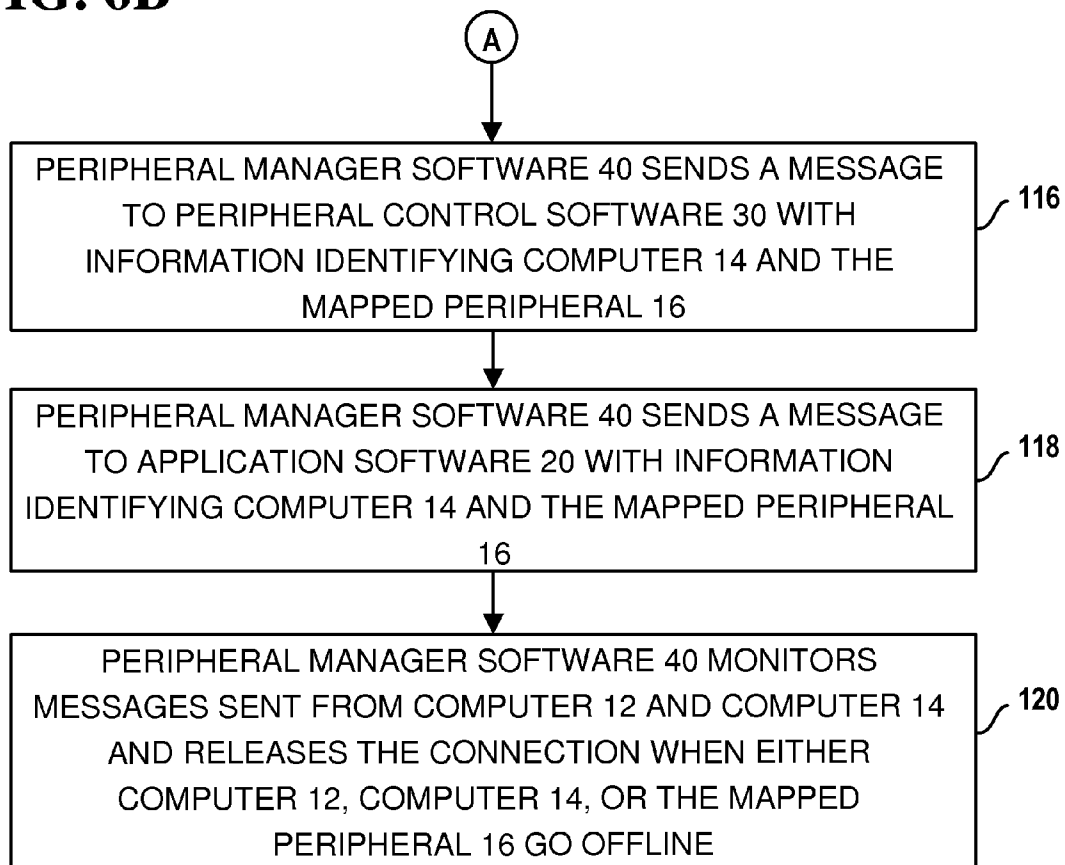 A
PERIPHERAL MANAGER SOFTWARE 40 SENDS A MESSAGE
TO PERIPHERAL CONTROL SOFTWARE 30 WITH
INFORMATION IDENTIFYING COMPUTER 14 AND THE
MAPPED PERIPHERAL 16
116
PERIPHERAL MANAGER SOFTWARE 40 SENDS A MESSAGE
TO APPLICATION SOFTWARE 20 WITH INFORMATION
IDENTIFYING COMPUTER 14 AND THE MAPPED PERIPHERAL
16
118
PERIPHERAL MANAGER SOFTWARE 40 MONITORS
MESSAGES SENT FROM COMPUTER 12 AND COMPUTER 14
AND RELEASES THE CONNECTION WHEN EITHER
COMPUTER 12, COMPUTER 14, OR THE MAPPED
PERIPHERAL 16 GO OFFLINE
120